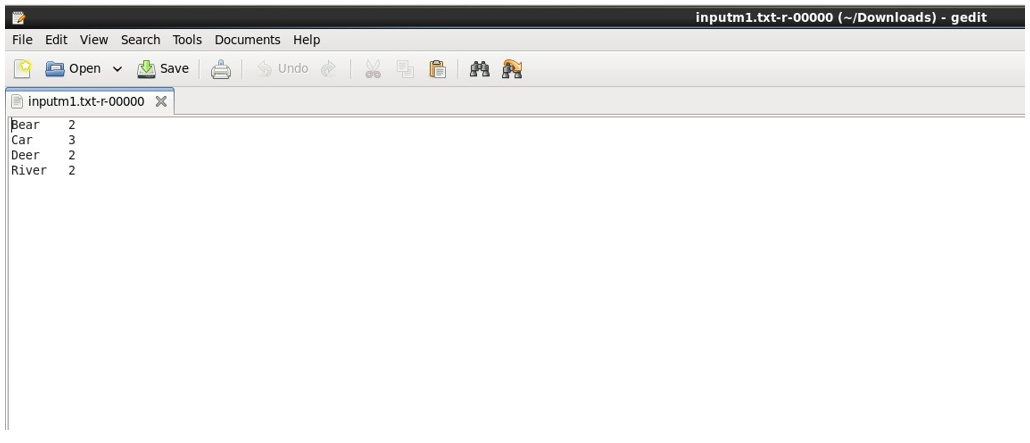 inputm1.txt-r-00000 (~/Downloads) - gedit
File Edit View Search Tools Documents Help
Open Save Undo
inputm1.txt-r-00000
Bear 2
Car 3
Deer 2
River 2